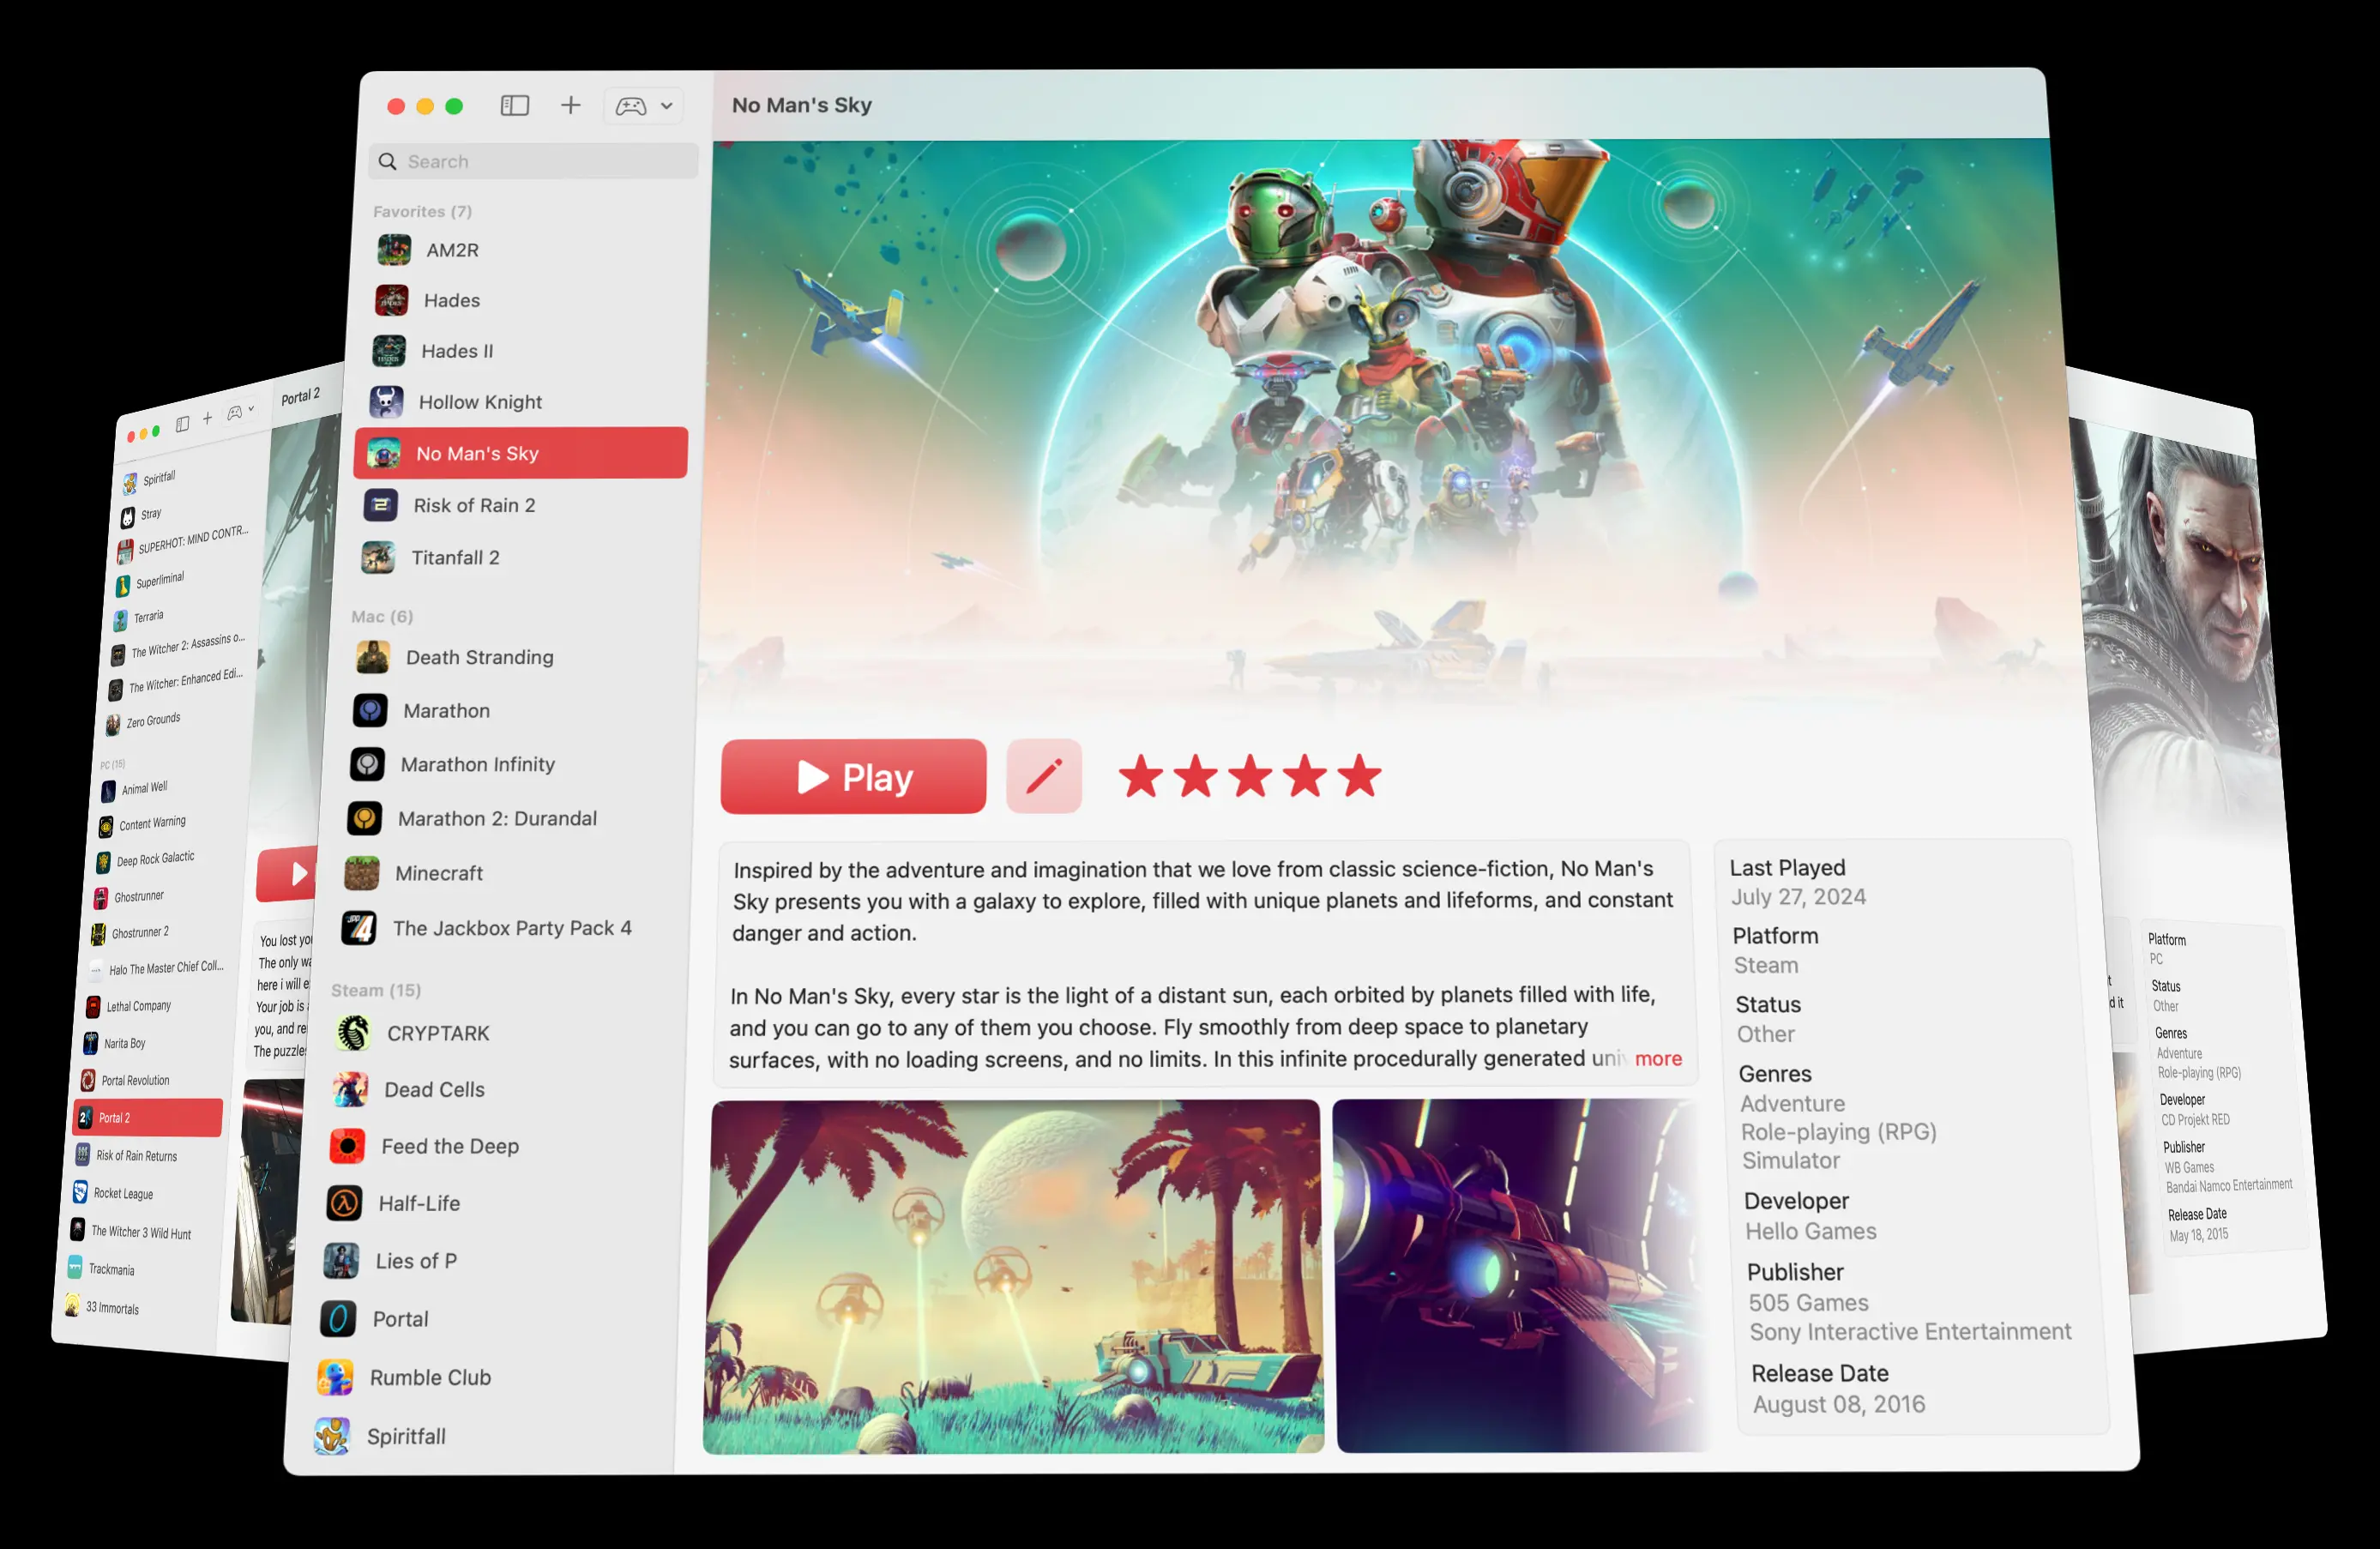 No Man's Sky
Search
Favorites (7)
AM2R
Hades
Hades II
Hollow Knight
No Man's Sky
Risk of Rain 2
Titanfall 2
Mac (6)
Death Stranding
Marathon
Marathon Infinity
Marathon 2: Durandal
Minecraft
The Jackbox Party Pack 4
Steam (15)
CRYPTARK
Dead Cells
Feed the Deep
Half-Life
Lies of P
Portal
Rumble Club
Spiritfall
Play
Inspired by the adventure and imagination that we love from classic science-fiction, No Man's
Sky presents you with a galaxy to explore, filled with unique planets and lifeforms, and constant
danger and action.
In No Man's Sky, every star is the light of a distant sun, each orbited by planets filled with life,
and you can go to any of them you choose. Fly smoothly from deep space to planetary
surfaces, with no loading screens, and no limits. In this infinite procedurally generated uni more
Last Played
July 27, 2024
Platform
Steam
Status
Other
Genres
Adventure
Role-playing (RPG)
Simulator
Developer
Hello Games
Publisher
505 Games
Sony Interactive Entertainment
Release Date
August 08, 2016
Portal 2
Spiritfall
Stray
SUPERHOT: MIND CONTR...
Superliminal
Terraria
The Witcher 2: Assassins o...
The Witcher: Enhanced Edi...
Zero Grounds
PC (15)
Animal Well
Content Warning
Deep Rock Galactic
Ghostrunner
Ghostrunner 2
Halo The Master Chief Coll...
Lethal Company
Narita Boy
Portal Revolution
Portal 2
Risk of Rain Returns
Rocket League
The Witcher 3 Wild Hunt
Trackmania
33 Immortals
You lost yo
The only wa
here i will e
Your job is
you, and re
The puzzle
d it
Platform
PC
Status
Other
Genres
Adventure
Role-playing (RPG)
Developer
CD Projekt RED
Publisher
WB Games
Bandai Namco Entertainment
Release Date
May 18, 2015